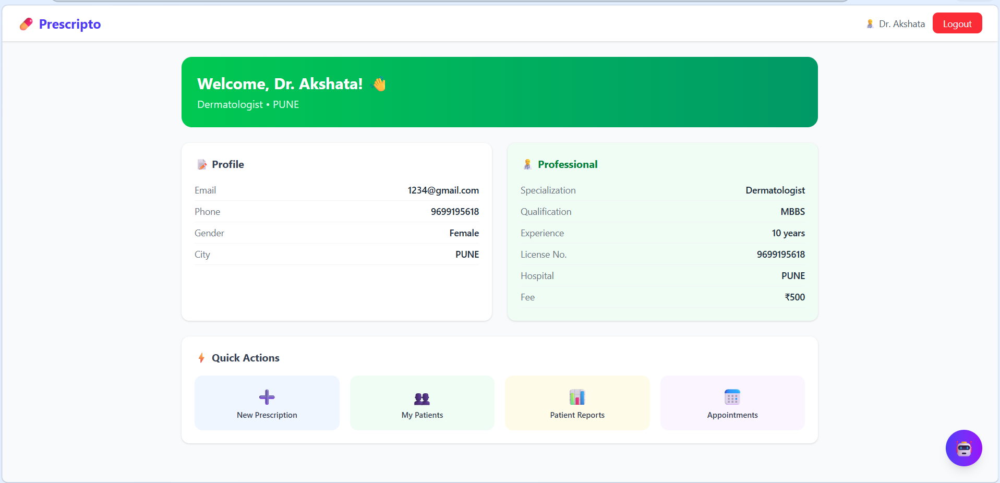 Prescripto
Dr. Akshata
Logout
Welcome, Dr. Akshata!
Dermatologist • PUNE
Profile
Email 1234@gmail.com
Phone 9699195618
Gender Female
City PUNE
Professional
Specialization Dermatologist
Qualification MBBS
Experience 10 years
License No. 9699195618
Hospital PUNE
Fee ₹500
Quick Actions
New Prescription
My Patients
Patient Reports
Appointments